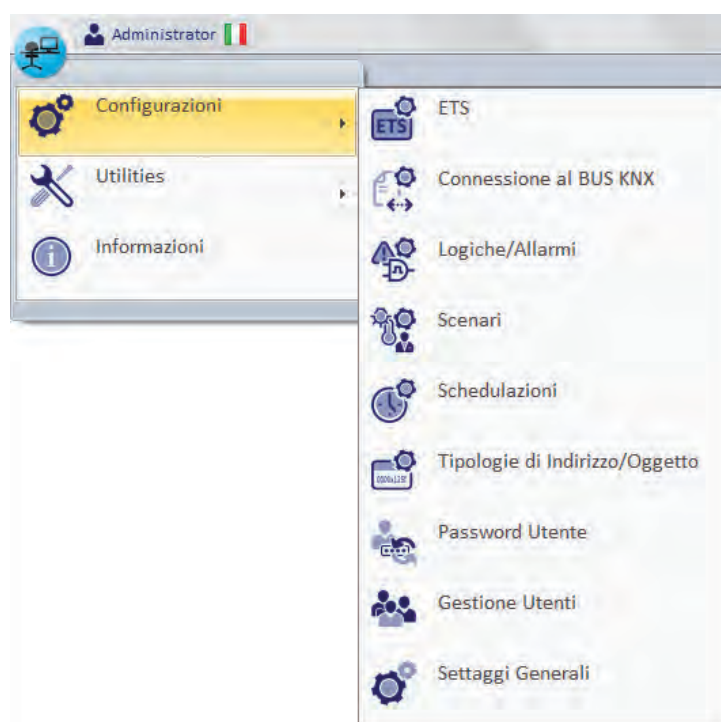 Administrator
Configurazioni
Utilities
Informazioni
ETS
ETS
Connessione al BUS KNX
Logiche/Allarmi
Scenari
Schedulazioni
Tipologie di Indirizzo/Oggetto
Password Utente
Gestione Utenti
Settaggi Generali